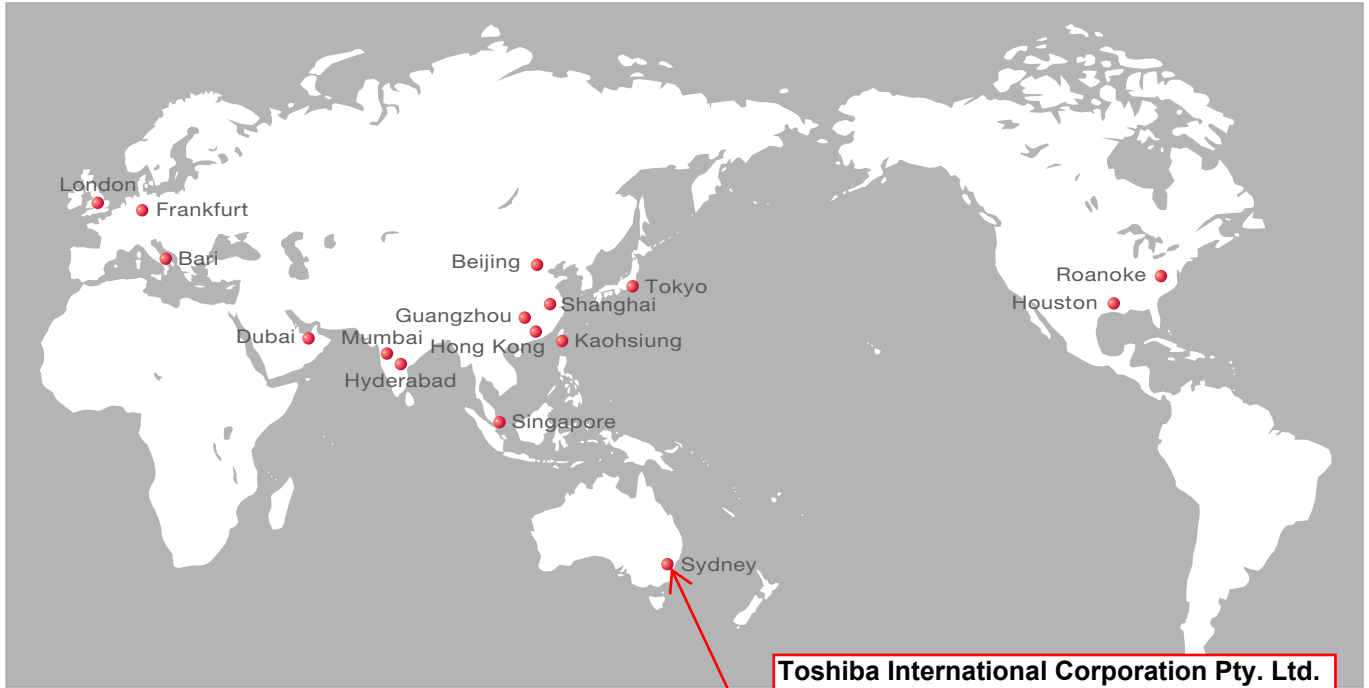 London
Frankfurt
Bari
Beijing
Tokyo
Shanghai
Guangzhou
Hong Kong
Kaohsiung
Dubai
Mumbai
Hyderabad
Singapore
Sydney
Roanoke
Houston
Toshiba International Corporation Pty. Ltd.